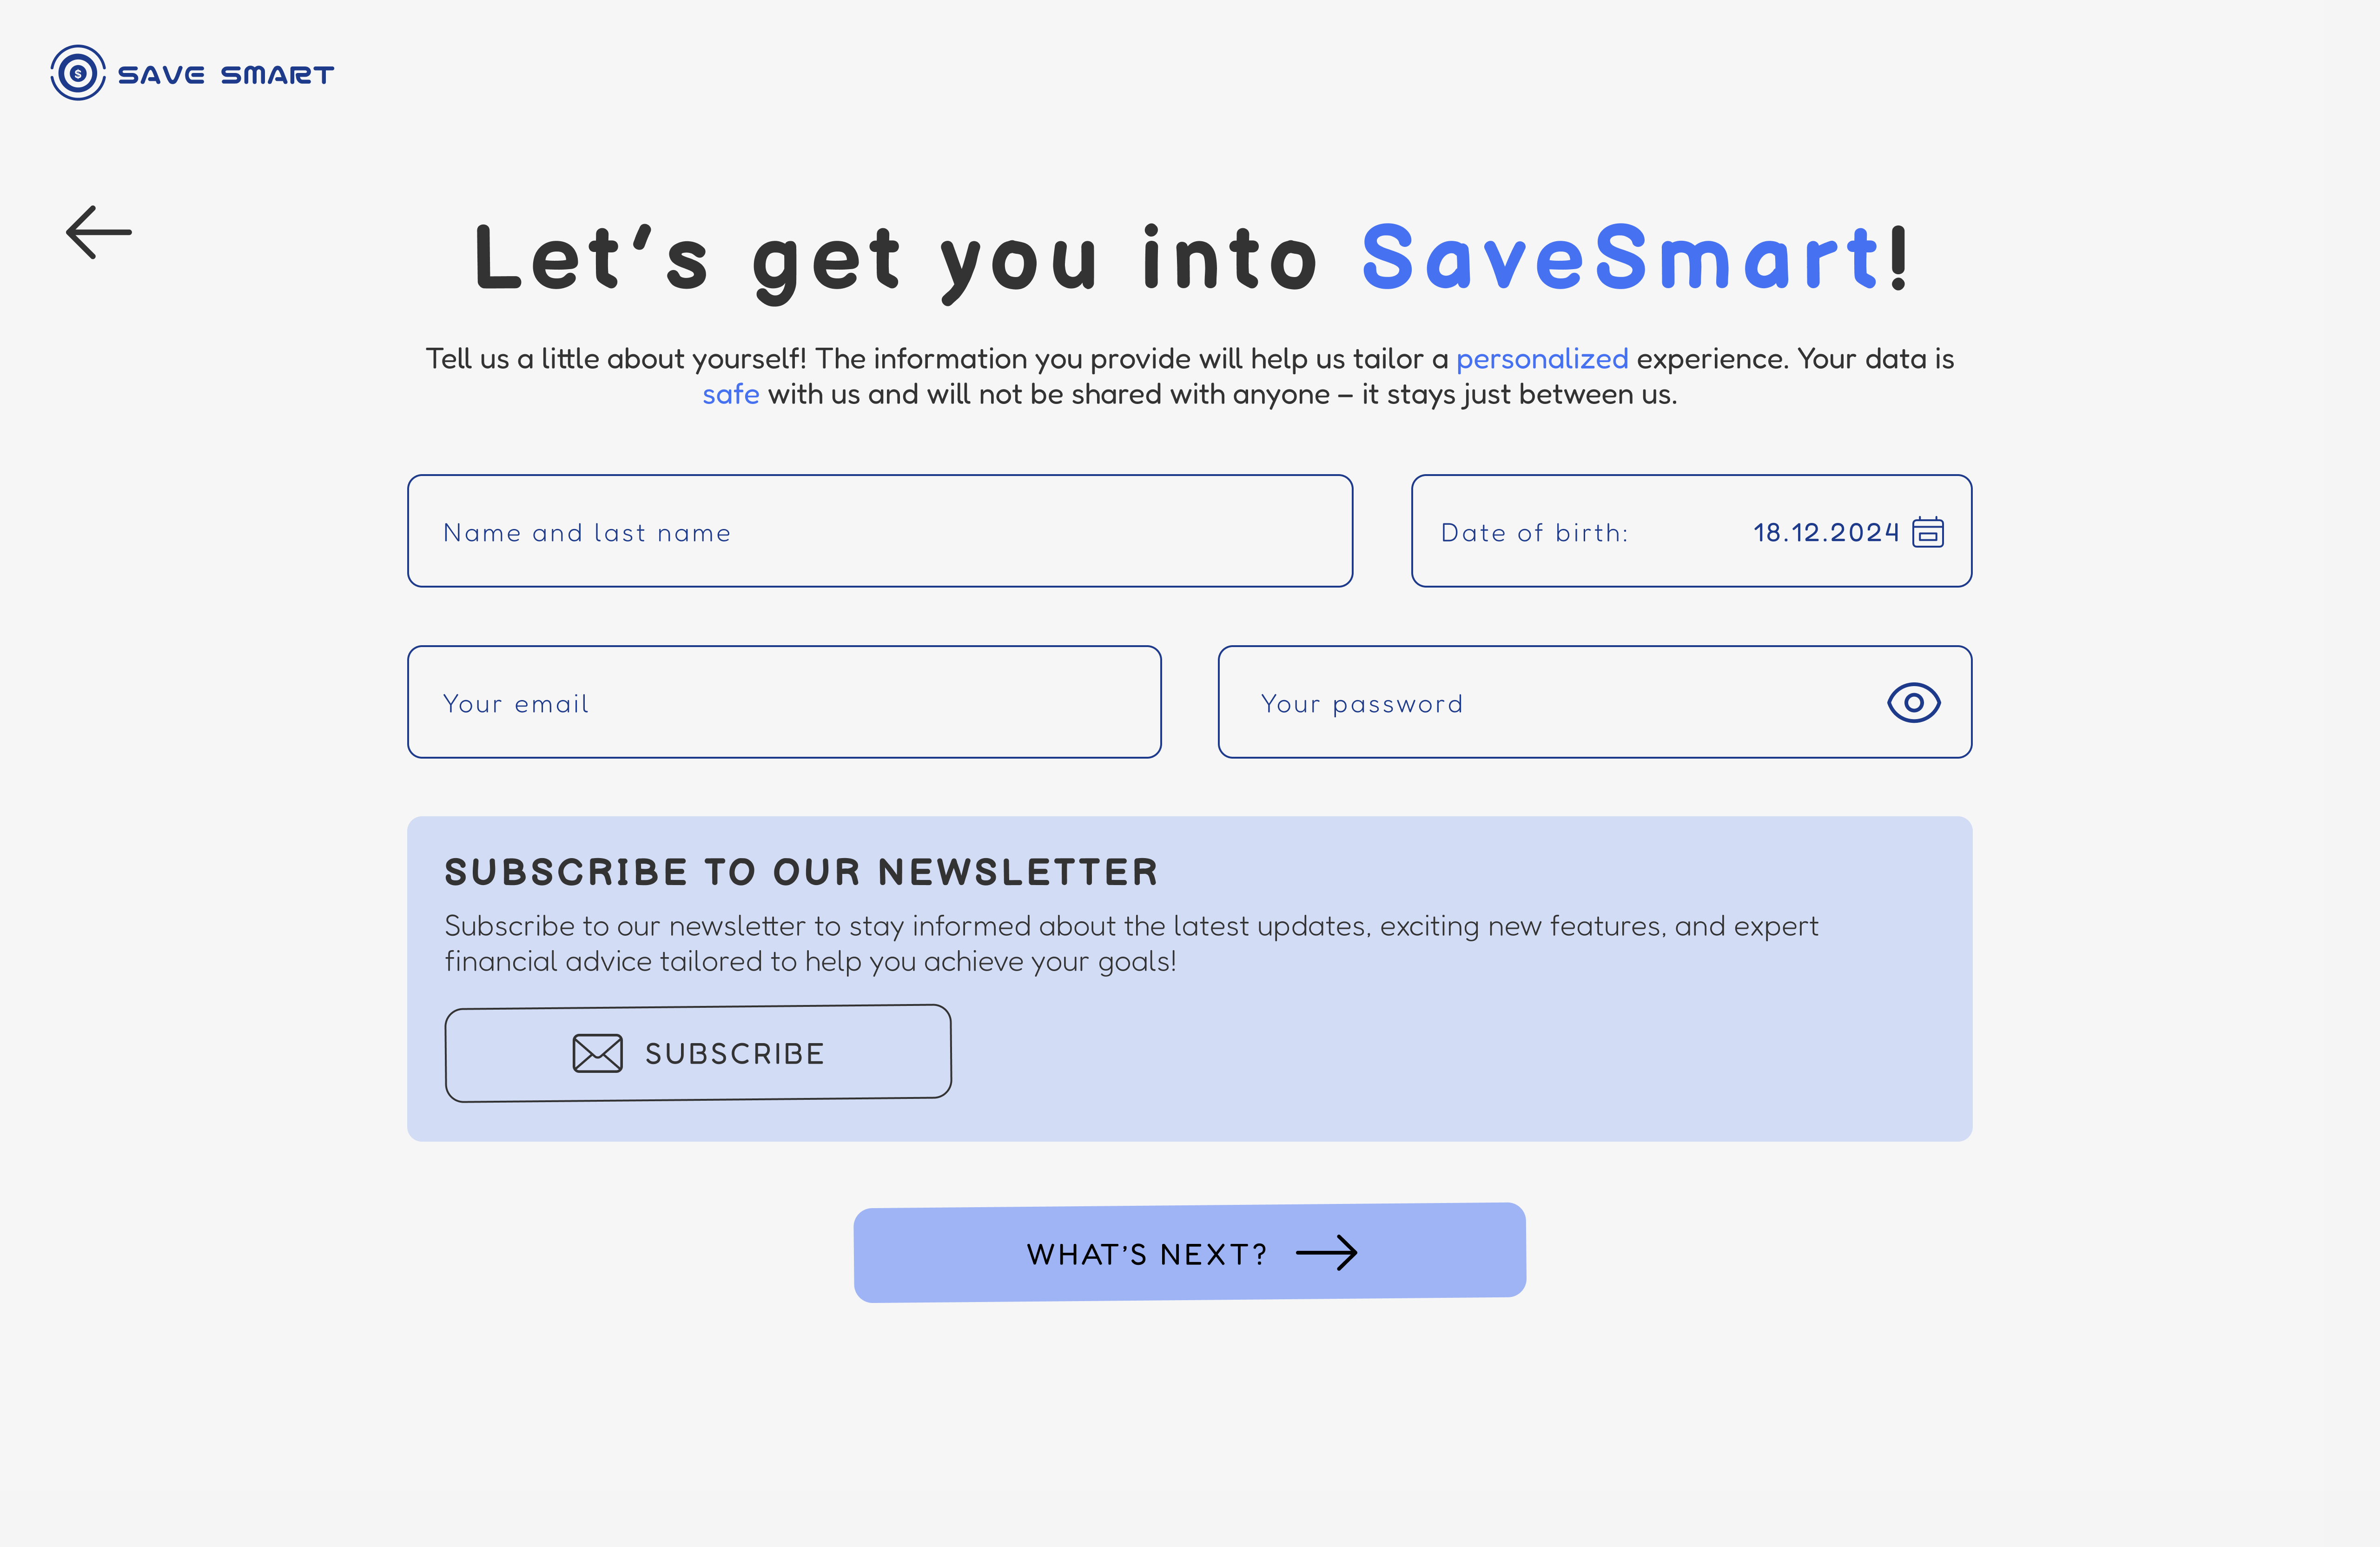 $ SAVE SMART
Let's get you into SaveSmart!
Tell us a little about yourself! The information you provide will help us tailor a personalized experience. Your data is
safe with us and will not be shared with anyone – it stays just between us.
Name and last name
Date of birth: 18.12.2024
Your email
Your password
SUBSCRIBE TO OUR NEWSLETTER
Subscribe to our newsletter to stay informed about the latest updates, exciting new features, and expert
financial advice tailored to help you achieve your goals!
SUBSCRIBE
WHAT'S NEXT?